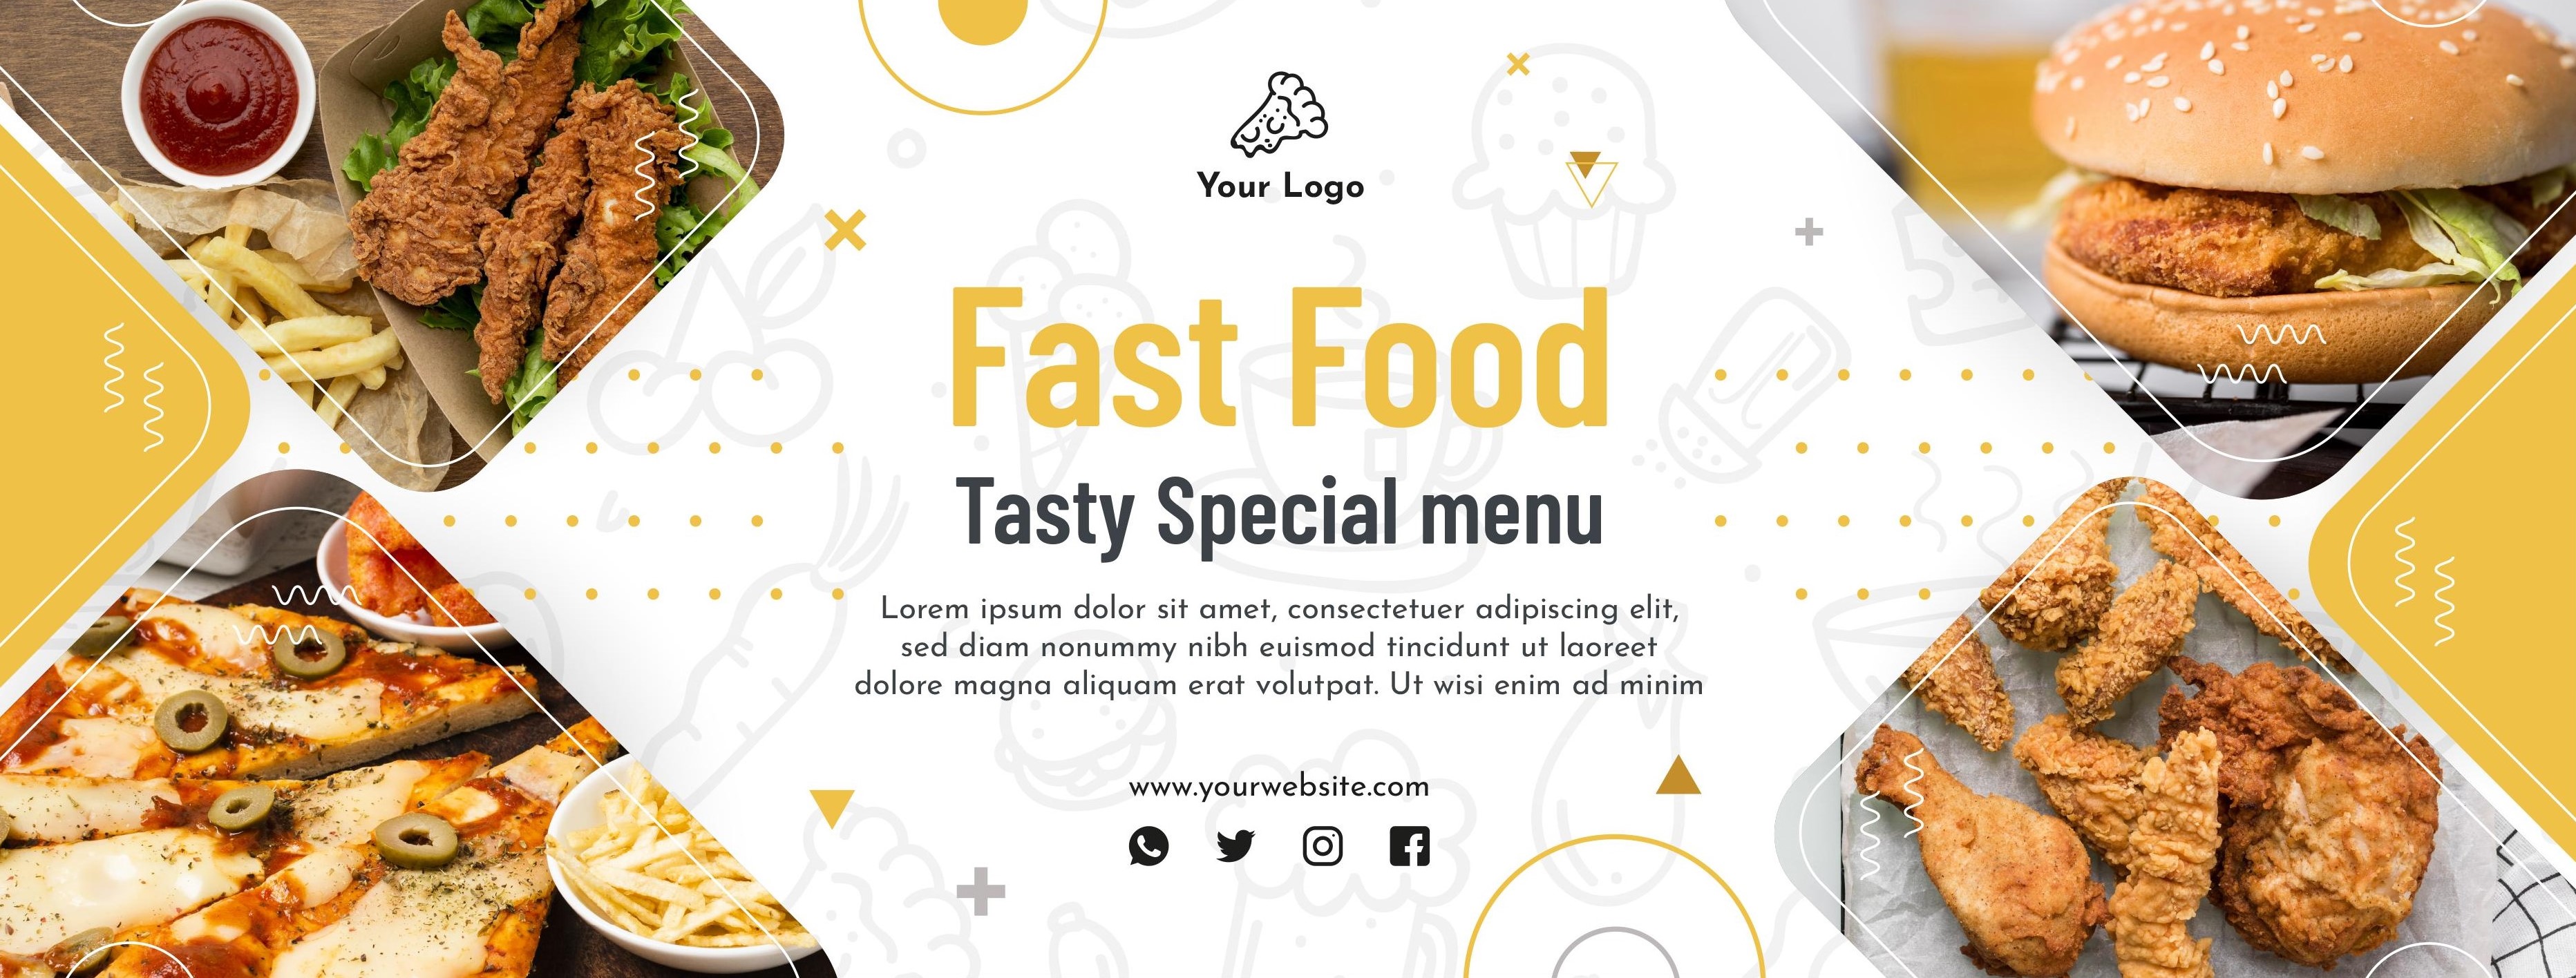 Your Logo
Fast Food
Tasty Special menu
Lorem ipsum dolor sit amet, consectetuer adipiscing elit,
sed diam nonummy nibh euismod tincidunt ut laoreet
dolore magna aliquam erat volutpat. Ut wisi enim ad minim
www.yourwebsite.com